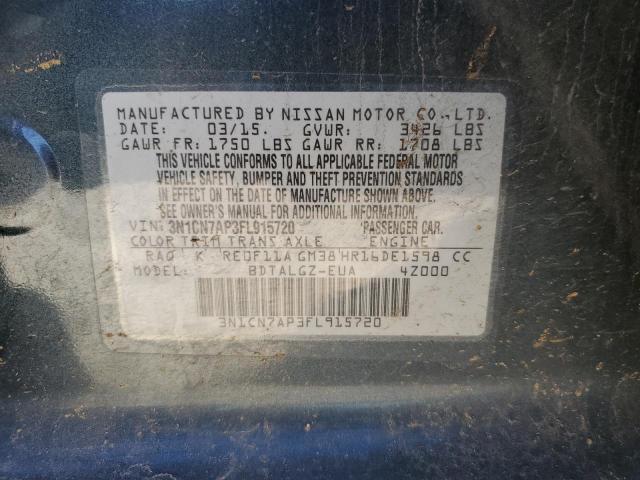 MANUFACTURED BY NISSAN MOTOR CO., LTD.
DATE: 03/15. GVWR: 3426 LBS
GAWR FR: 1750 LBS GAWR RR: 1708 LBS
THIS VEHICLE CONFORMS TO ALL APPLICABLE FEDERAL MOTOR
VEHICLE SAFETY, BUMPER AND THEFT PREVENTION STANDARDS
IN EFFECT ON THE DATE OF MANUFACTURE SHOWN ABOVE.
SEE OWNER'S MANUAL FOR ADDITIONAL INFORMATION.
VIN: 3N1CN7AP3FL915720 PASSENGER CAR.
COLOR TRIM TRANS AXLE ENGINE
RAQ K RE0F11A GM38 HR16DE1598 CC
MODEL: BDTALGZ-EUA 4Z000
3N1CN7AP3FL915720